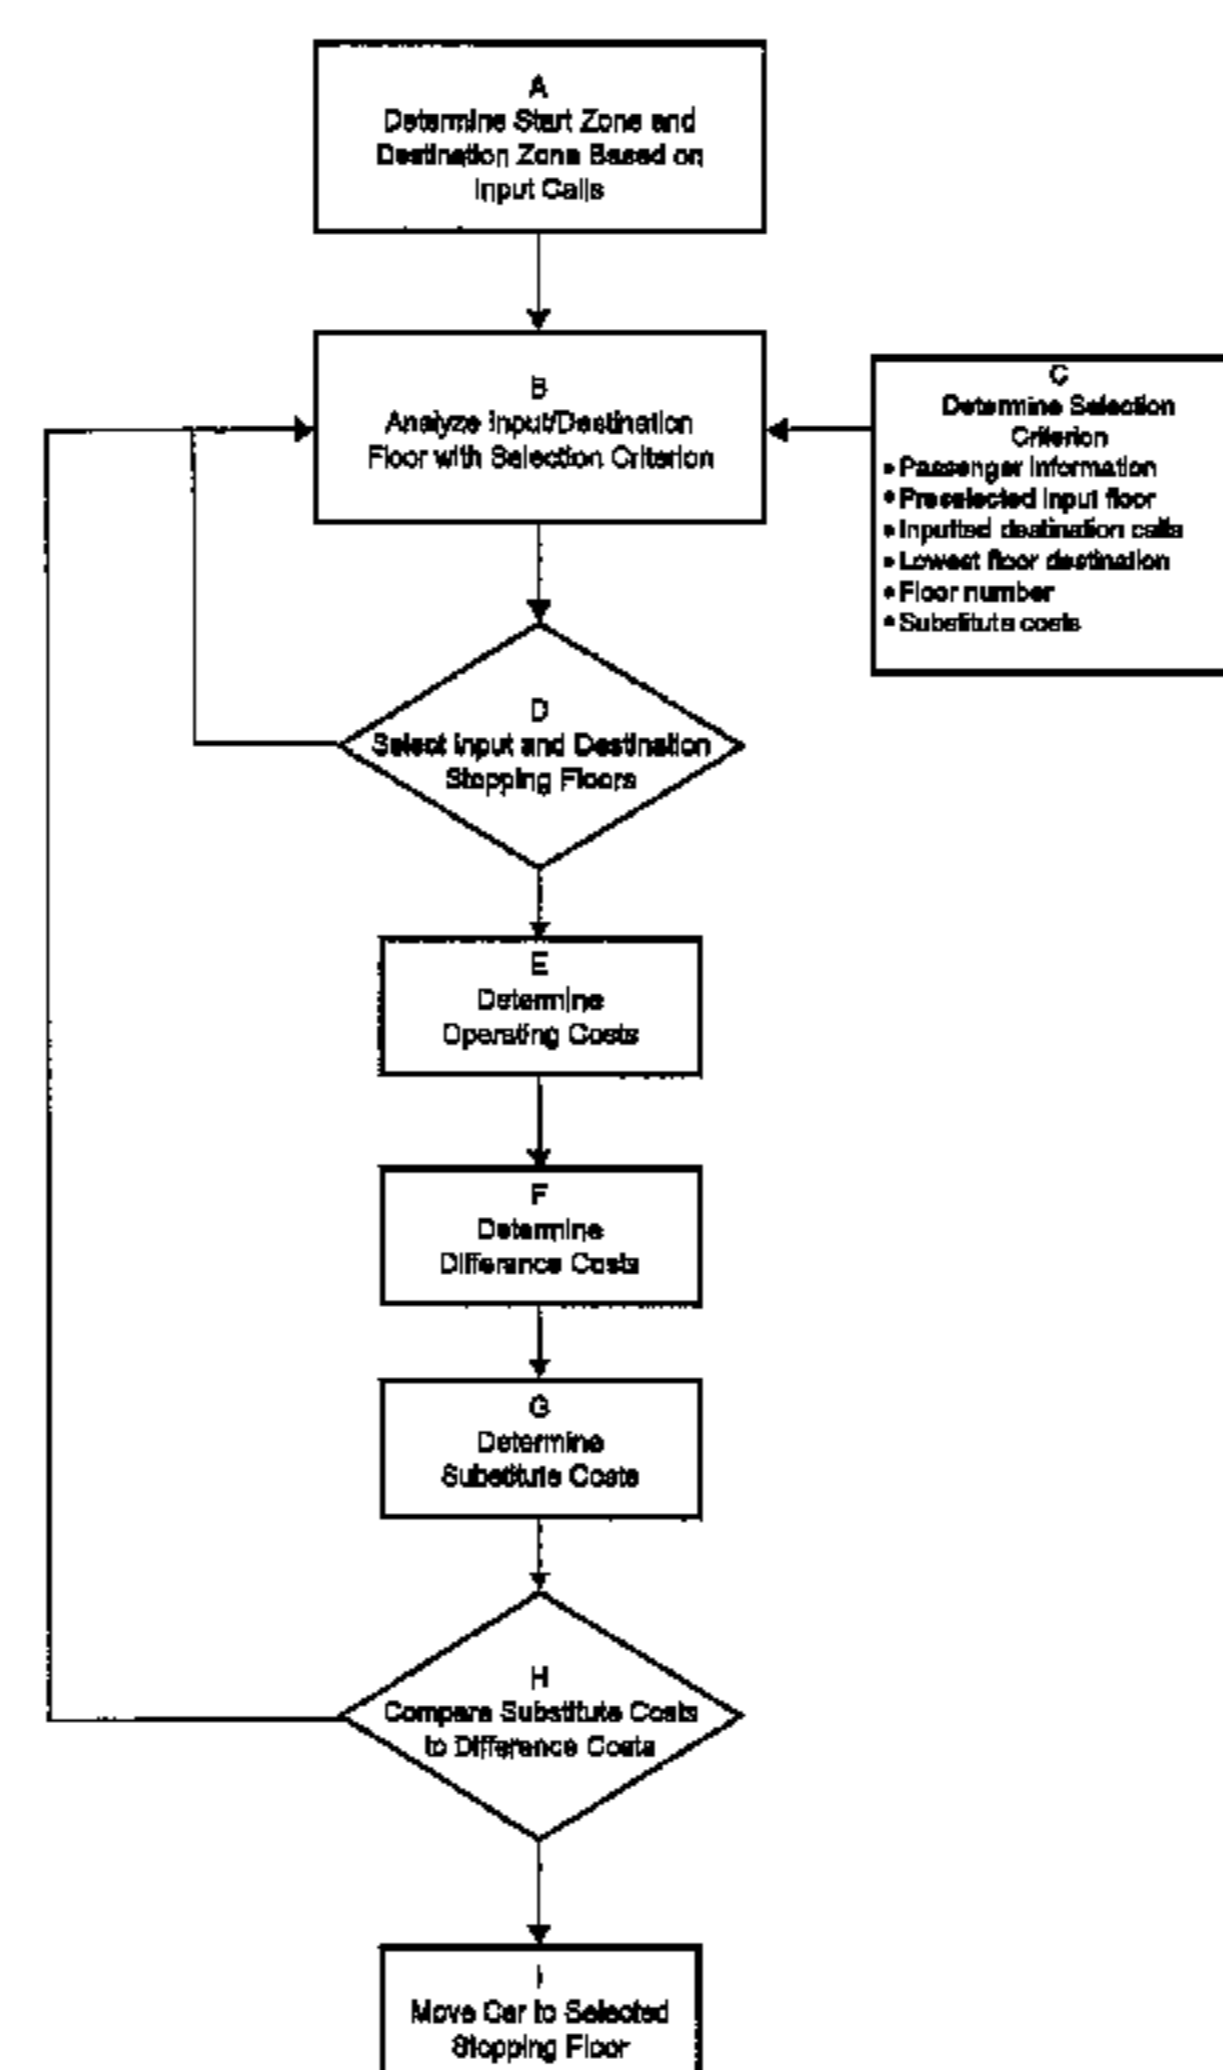 A
Determine Start Zone and
Destination Zone Based on
Input Calls
B
Analyze Input/Destination
Floor with Selection Criterion
C
Determine Selection
Criterion
• Passenger information
• Preselected input floor
• Inputted destination calls
• Lowest floor destination
• Floor number
• Substitute costs
D
Select Input and Destination
Stopping Floors
E
Determine
Operating Costs
F
Determine
Difference Costs
G
Determine
Substitute Costs
H
Compare Substitute Costs
to Difference Costs
I
Move Car to Selected
Stopping Floor